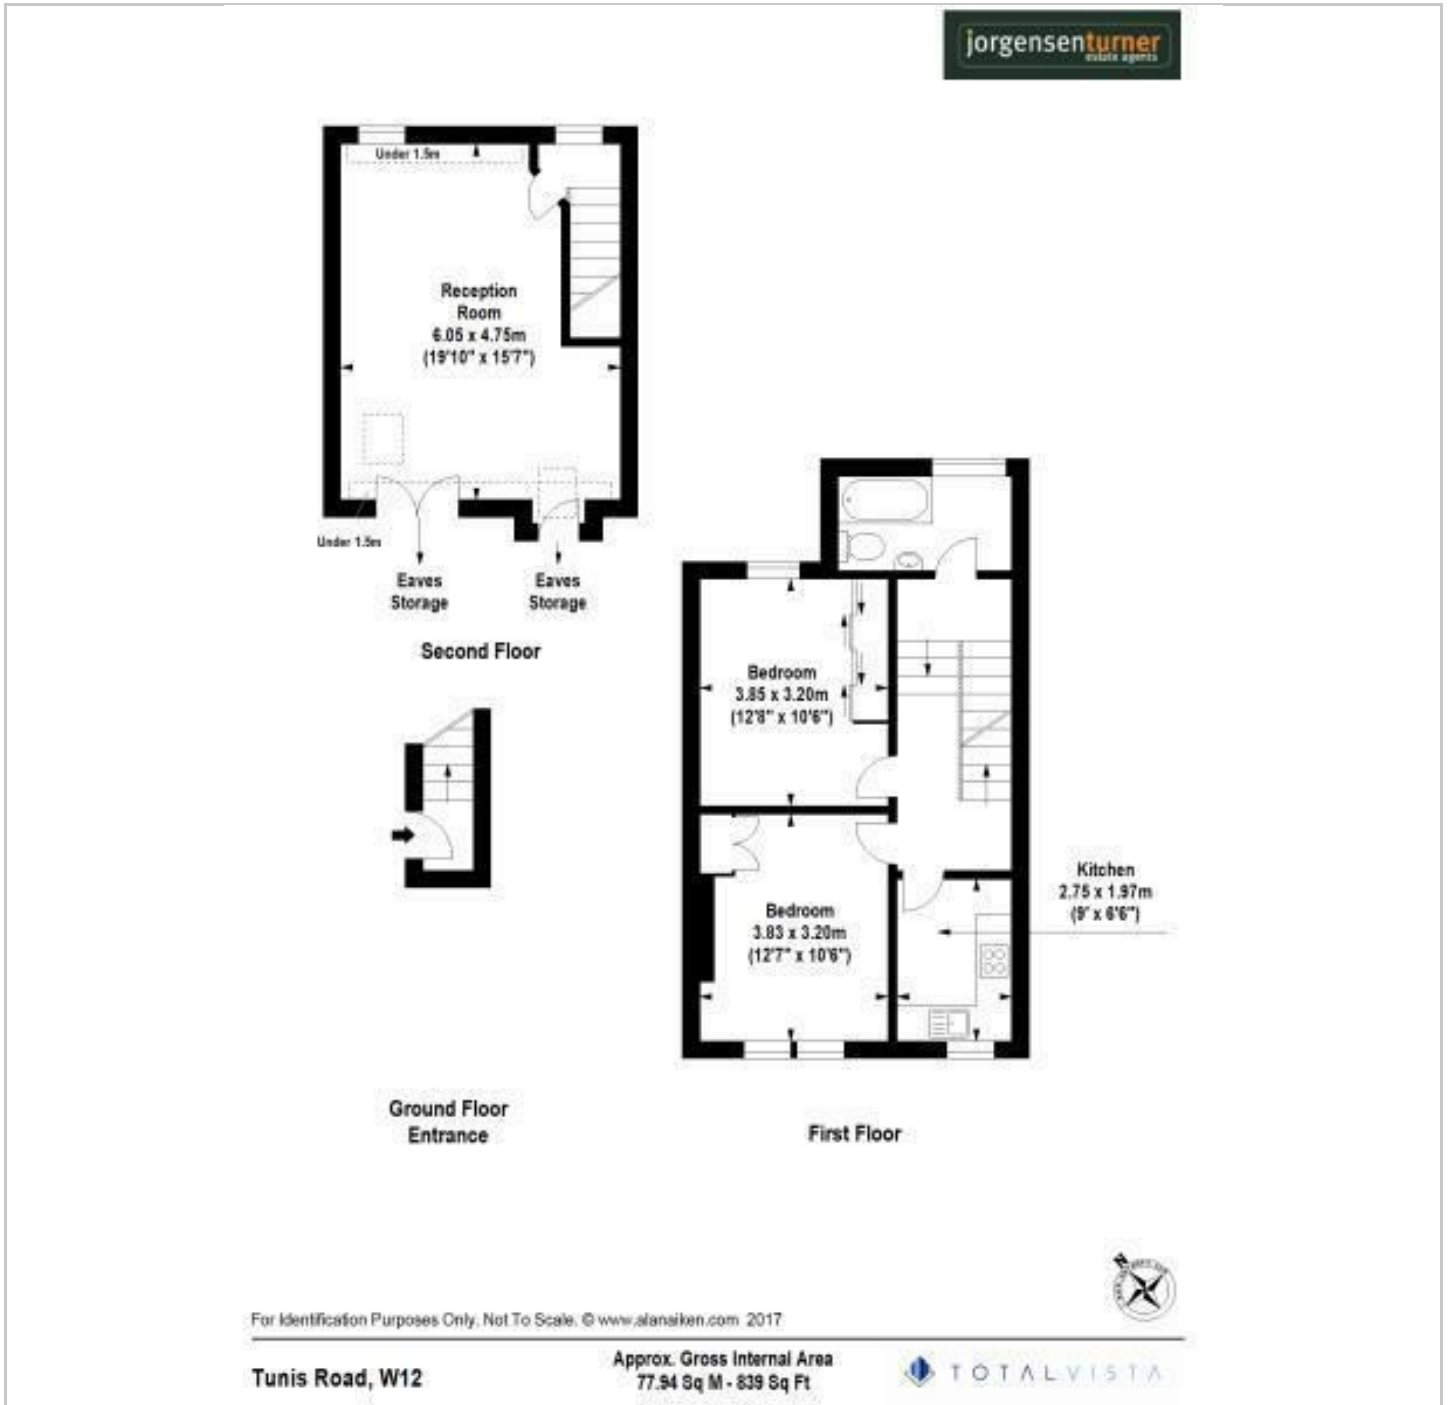 jorgensenturner
estate agents
Under 1.5m
Reception
Room
6.05 x 4.75m
(19'10" x 15'7")
Under 1.5m
Eaves
Storage
Eaves
Storage
Second Floor
Bedroom
3.85 x 3.20m
(12'8" x 10'6")
Bedroom
3.83 x 3.20m
(12'7" x 10'6")
Kitchen
2.75 x 1.97m
(9' x 6'6")
Ground Floor
Entrance
First Floor
N
For Identification Purposes Only. Not To Scale. © www.alanaiken.com 2017
Tunis Road, W12
Approx. Gross Internal Area
77.94 Sq M - 839 Sq Ft
TOTALVISTA